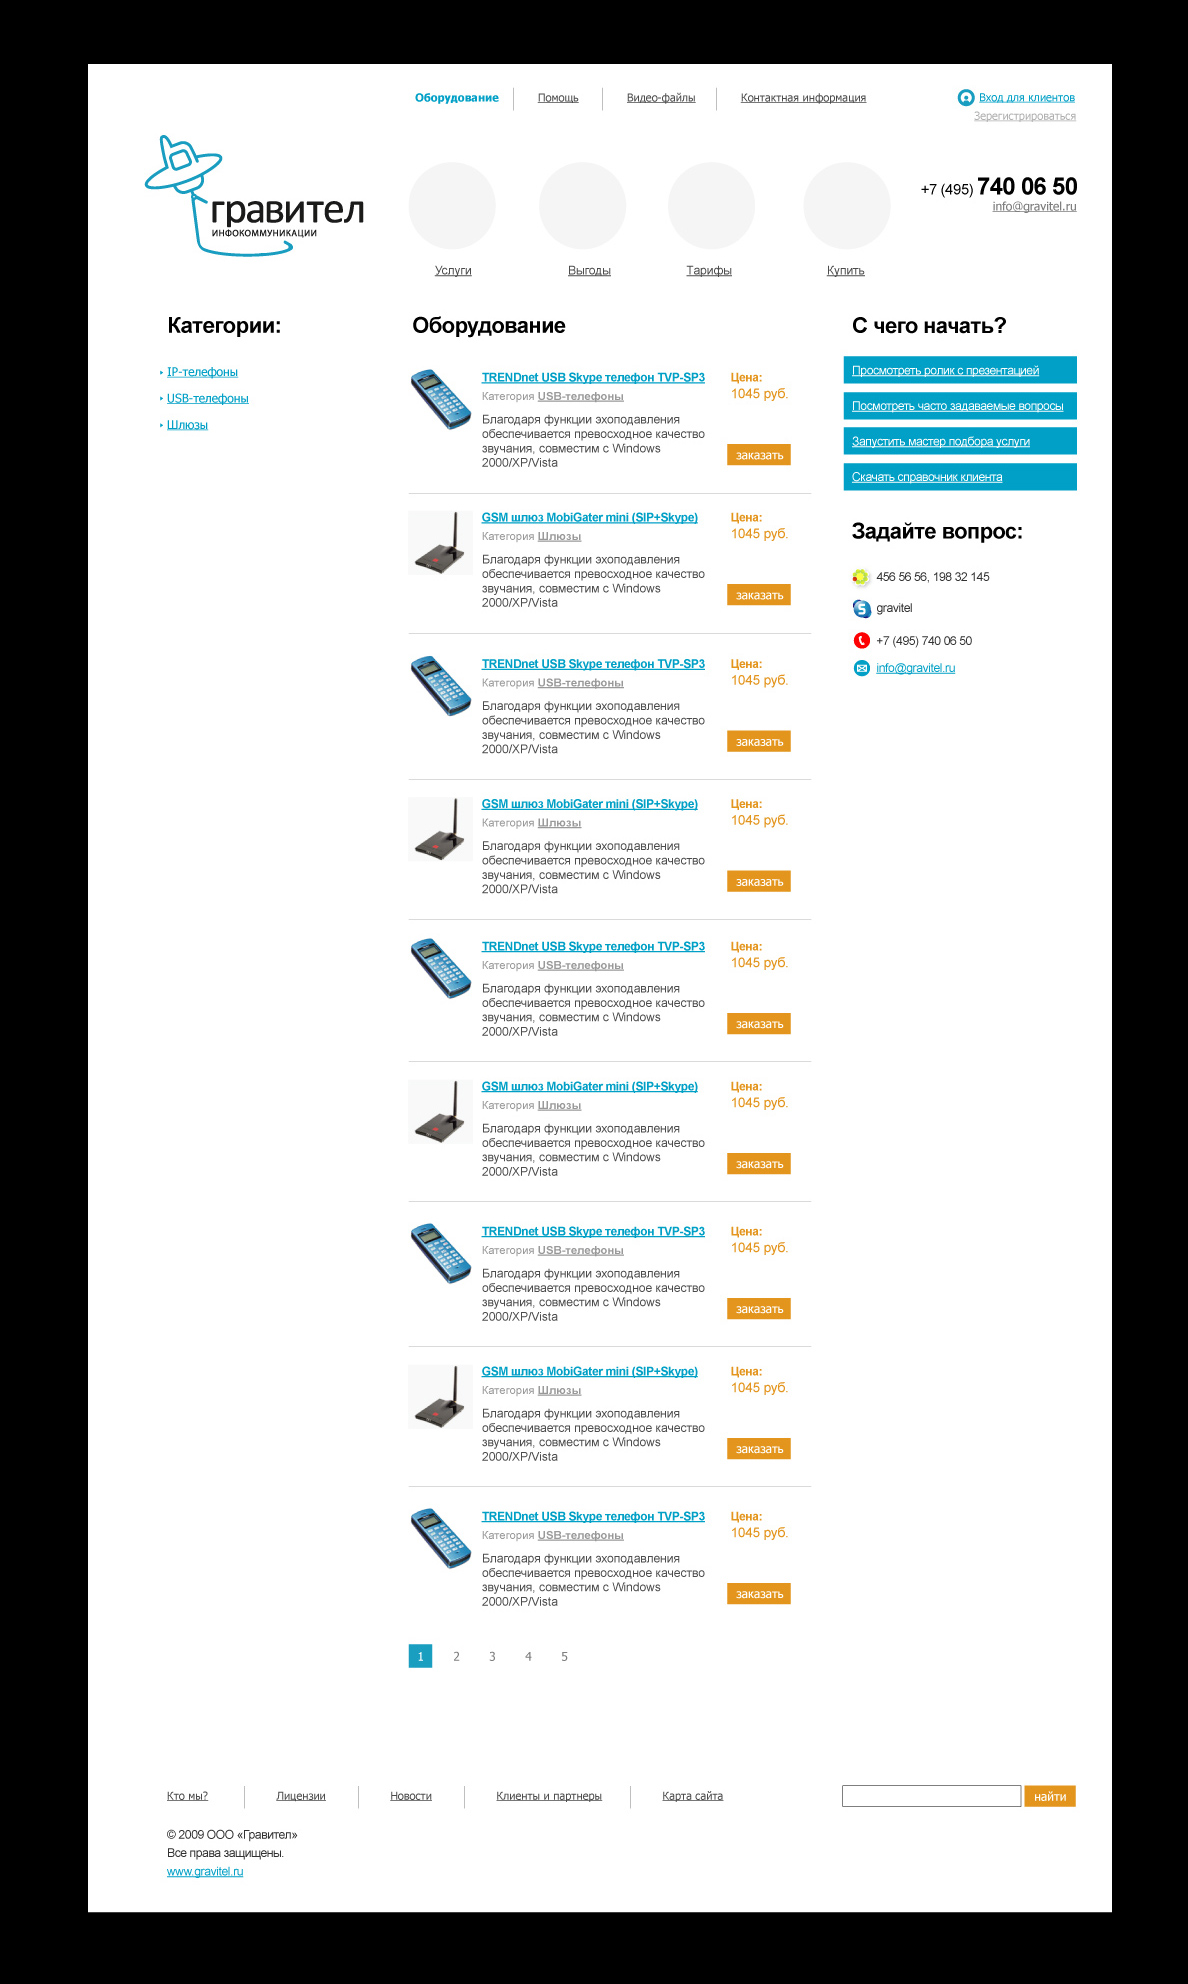 Оборудование
Помощь
Видео-файлы
Контактная информация
Вход для клиентов
Зарегистрироваться
гравител
ИНФОКОММУНИКАЦИИ
+7 (495) 740 06 50
info@gravitel.ru
Услуги
Выгоды
Тарифы
Купить
Категории:
IP-телефоны
USB-телефоны
Шлюзы
Оборудование
TRENDnet USB Skype телефон TVP-SP3
Категория USB-телефоны
Благодаря функции эхоподавления
обеспечивается превосходное качество
звучания, совместим с Windows
2000/XP/Vista
Цена:
1045 руб.
заказать
GSM шлюз MobiGater mini (SIP+Skype)
Категория Шлюзы
Благодаря функции эхоподавления
обеспечивается превосходное качество
звучания, совместим с Windows
2000/XP/Vista
Цена:
1045 руб.
заказать
TRENDnet USB Skype телефон TVP-SP3
Категория USB-телефоны
Благодаря функции эхоподавления
обеспечивается превосходное качество
звучания, совместим с Windows
2000/XP/Vista
Цена:
1045 руб.
заказать
GSM шлюз MobiGater mini (SIP+Skype)
Категория Шлюзы
Благодаря функции эхоподавления
обеспечивается превосходное качество
звучания, совместим с Windows
2000/XP/Vista
Цена:
1045 руб.
заказать
TRENDnet USB Skype телефон TVP-SP3
Категория USB-телефоны
Благодаря функции эхоподавления
обеспечивается превосходное качество
звучания, совместим с Windows
2000/XP/Vista
Цена:
1045 руб.
заказать
GSM шлюз MobiGater mini (SIP+Skype)
Категория Шлюзы
Благодаря функции эхоподавления
обеспечивается превосходное качество
звучания, совместим с Windows
2000/XP/Vista
Цена:
1045 руб.
заказать
TRENDnet USB Skype телефон TVP-SP3
Категория USB-телефоны
Благодаря функции эхоподавления
обеспечивается превосходное качество
звучания, совместим с Windows
2000/XP/Vista
Цена:
1045 руб.
заказать
GSM шлюз MobiGater mini (SIP+Skype)
Категория Шлюзы
Благодаря функции эхоподавления
обеспечивается превосходное качество
звучания, совместим с Windows
2000/XP/Vista
Цена:
1045 руб.
заказать
TRENDnet USB Skype телефон TVP-SP3
Категория USB-телефоны
Благодаря функции эхоподавления
обеспечивается превосходное качество
звучания, совместим с Windows
2000/XP/Vista
Цена:
1045 руб.
заказать
1 2 3 4 5
С чего начать?
Просмотреть ролик с презентацией
Посмотреть часто задаваемые вопросы
Запустить мастер подбора услуги
Скачать справочник клиента
Задайте вопрос:
456 56 56, 198 32 145
gravitel
+7 (495) 740 06 50
info@gravitel.ru
Кто мы?
Лицензии
Новости
Клиенты и партнеры
Карта сайта
найти
© 2009 ООО «Гравител»
Все права защищены.
www.gravitel.ru